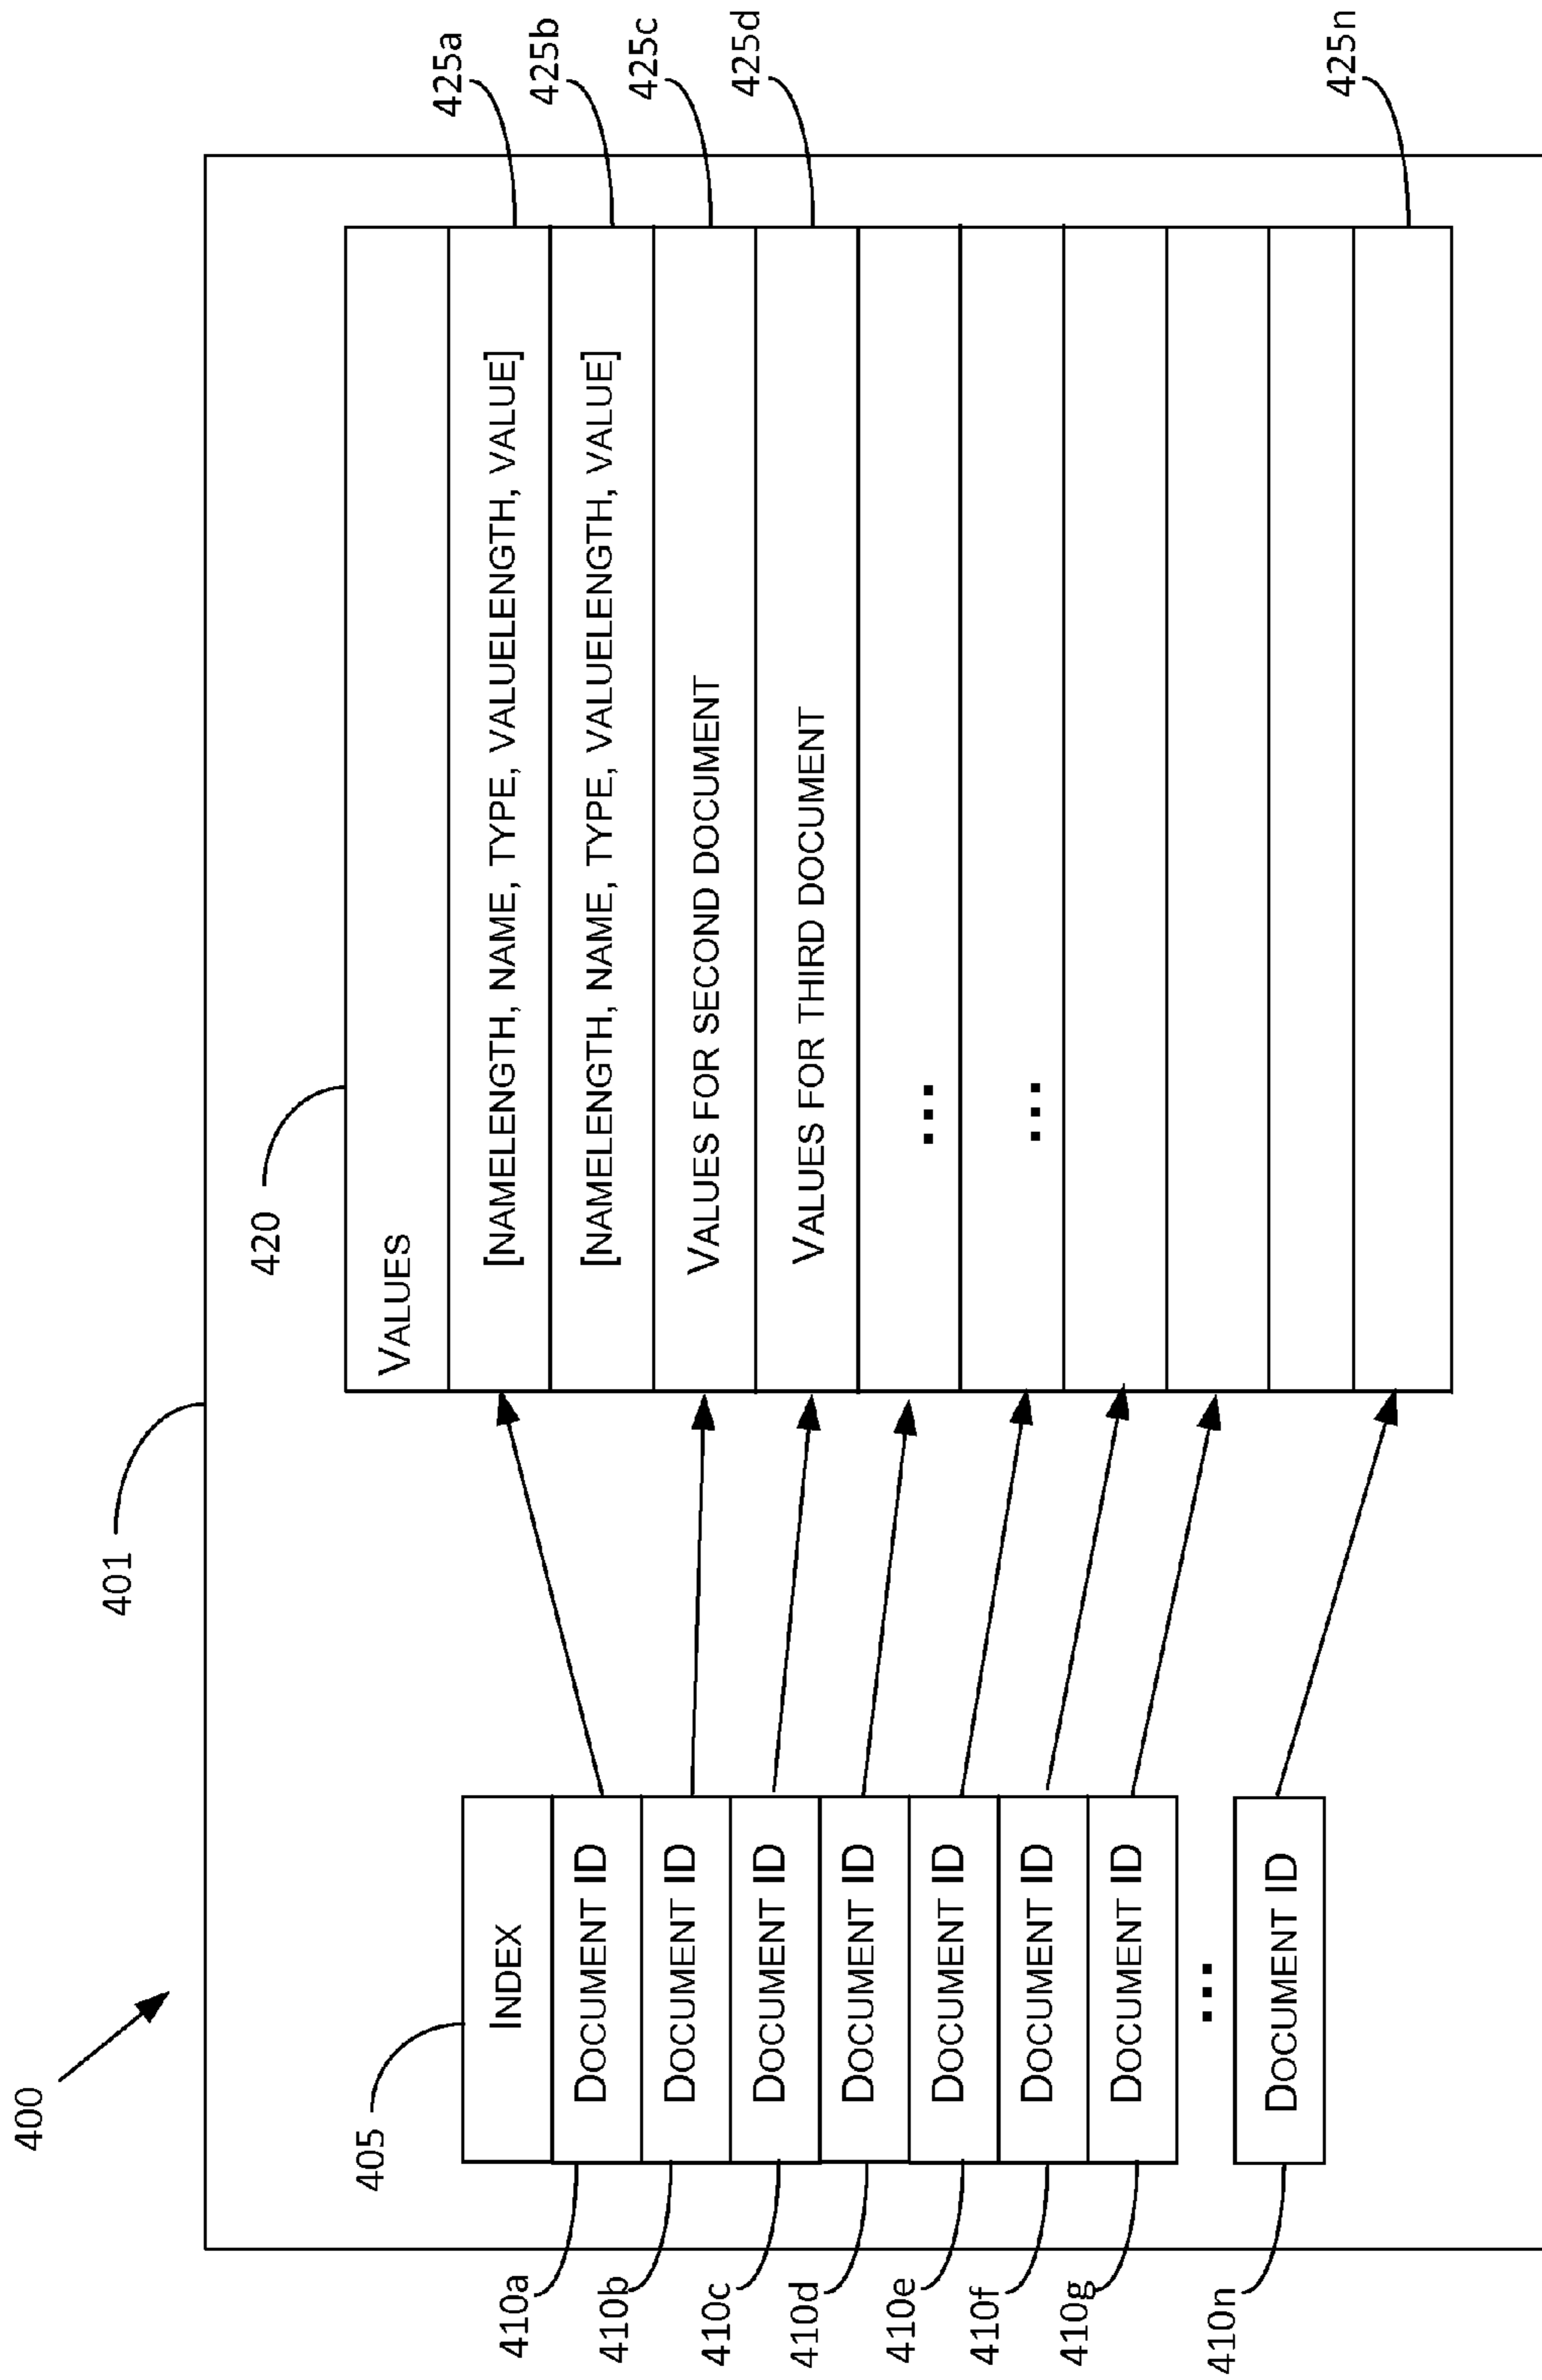 400
401
405
INDEX
410a
DOCUMENT ID
410b
DOCUMENT ID
410c
DOCUMENT ID
410d
DOCUMENT ID
410e
DOCUMENT ID
410f
DOCUMENT ID
410g
DOCUMENT ID
...
410n
DOCUMENT ID
420
VALUES
[NAMELENGTH, NAME, TYPE, VALUELENGTH, VALUE]
425a
[NAMELENGTH, NAME, TYPE, VALUELENGTH, VALUE]
425b
VALUES FOR SECOND DOCUMENT
425c
VALUES FOR THIRD DOCUMENT
425d
...
...
425n